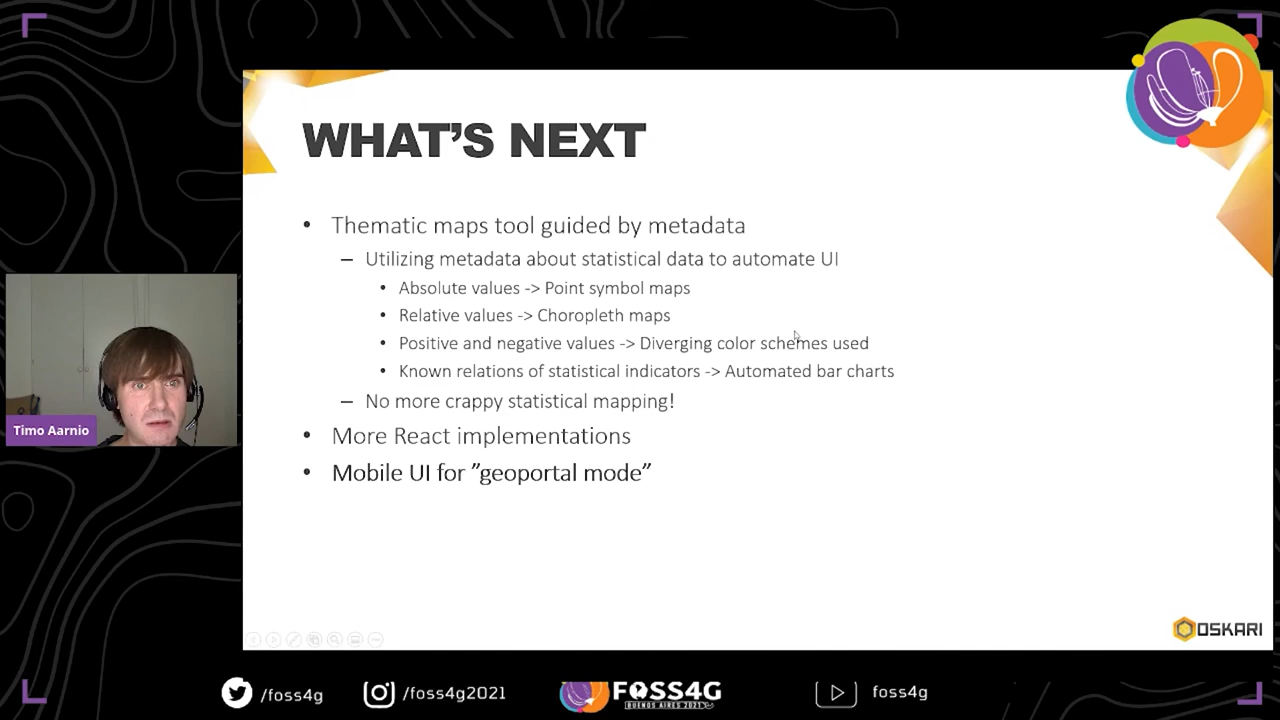 WHAT'S NEXT
• Thematic maps tool guided by metadata
– Utilizing metadata about statistical data to automate UI
• Absolute values -> Point symbol maps
• Relative values -> Choropleth maps
• Positive and negative values -> Diverging color schemes used
• Known relations of statistical indicators -> Automated bar charts
– No more crappy statistical mapping!
• More React implementations
• Mobile UI for ”geoportal mode”
Timo Aarnio
OSKARI
/foss4g
/foss4g2021
FOSS4G
BUENOS AIRES 2021
foss4g